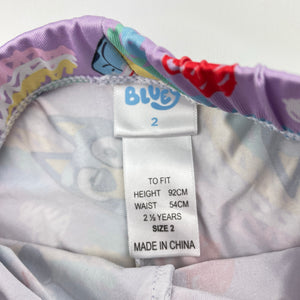 BLUEY
2
TO FIT
HEIGHT 92CM
WAIST 54CM
2 ½ YEARS
SIZE 2
MADE IN CHINA